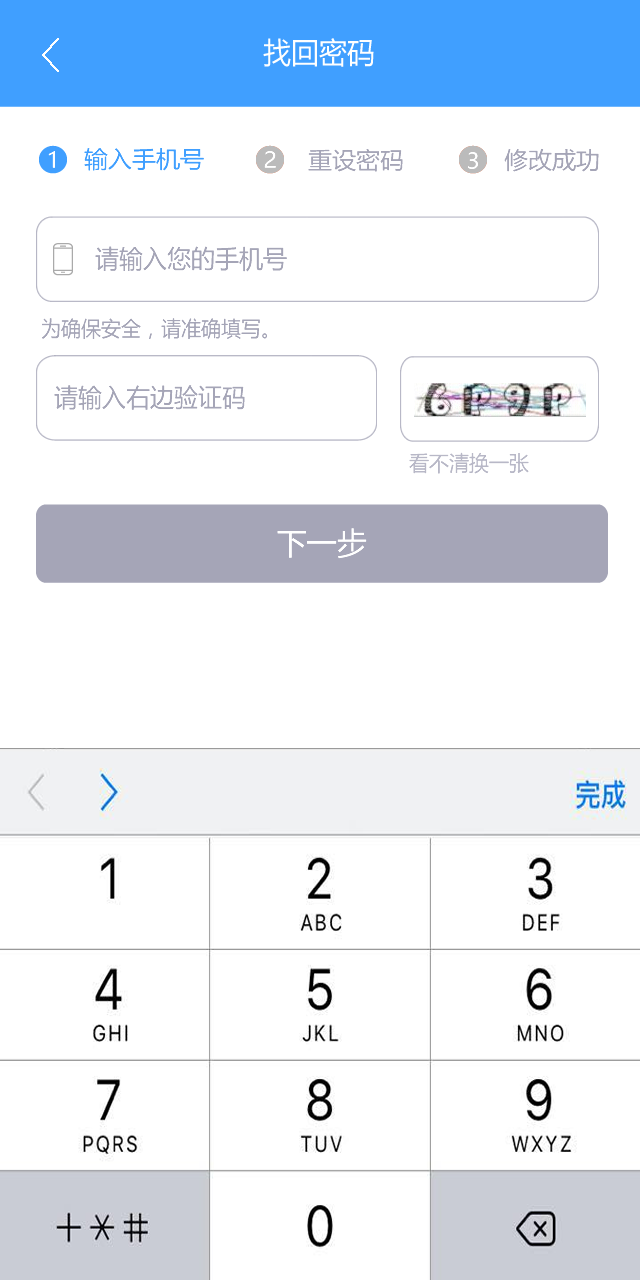 找回密码
1 输入手机号 2 重设密码 3 修改成功
请输入您的手机号
为确保安全，请准确填写。
请输入右边验证码 6P9P
看不清换一张
下一步
完成
1 2 3
ABC DEF
4 5 6
GHI JKL MNO
7 8 9
PQRS TUV WXYZ
+*# 0